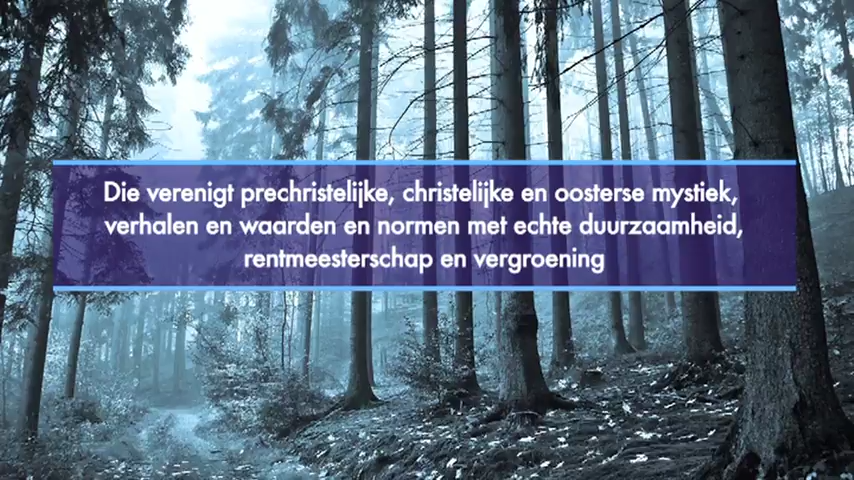 Die verenigt prechristelijke, christelijke en oosterse mystiek,
verhalen en waarden en normen met echte duurzaamheid,
rentmeesterschap en vergroening